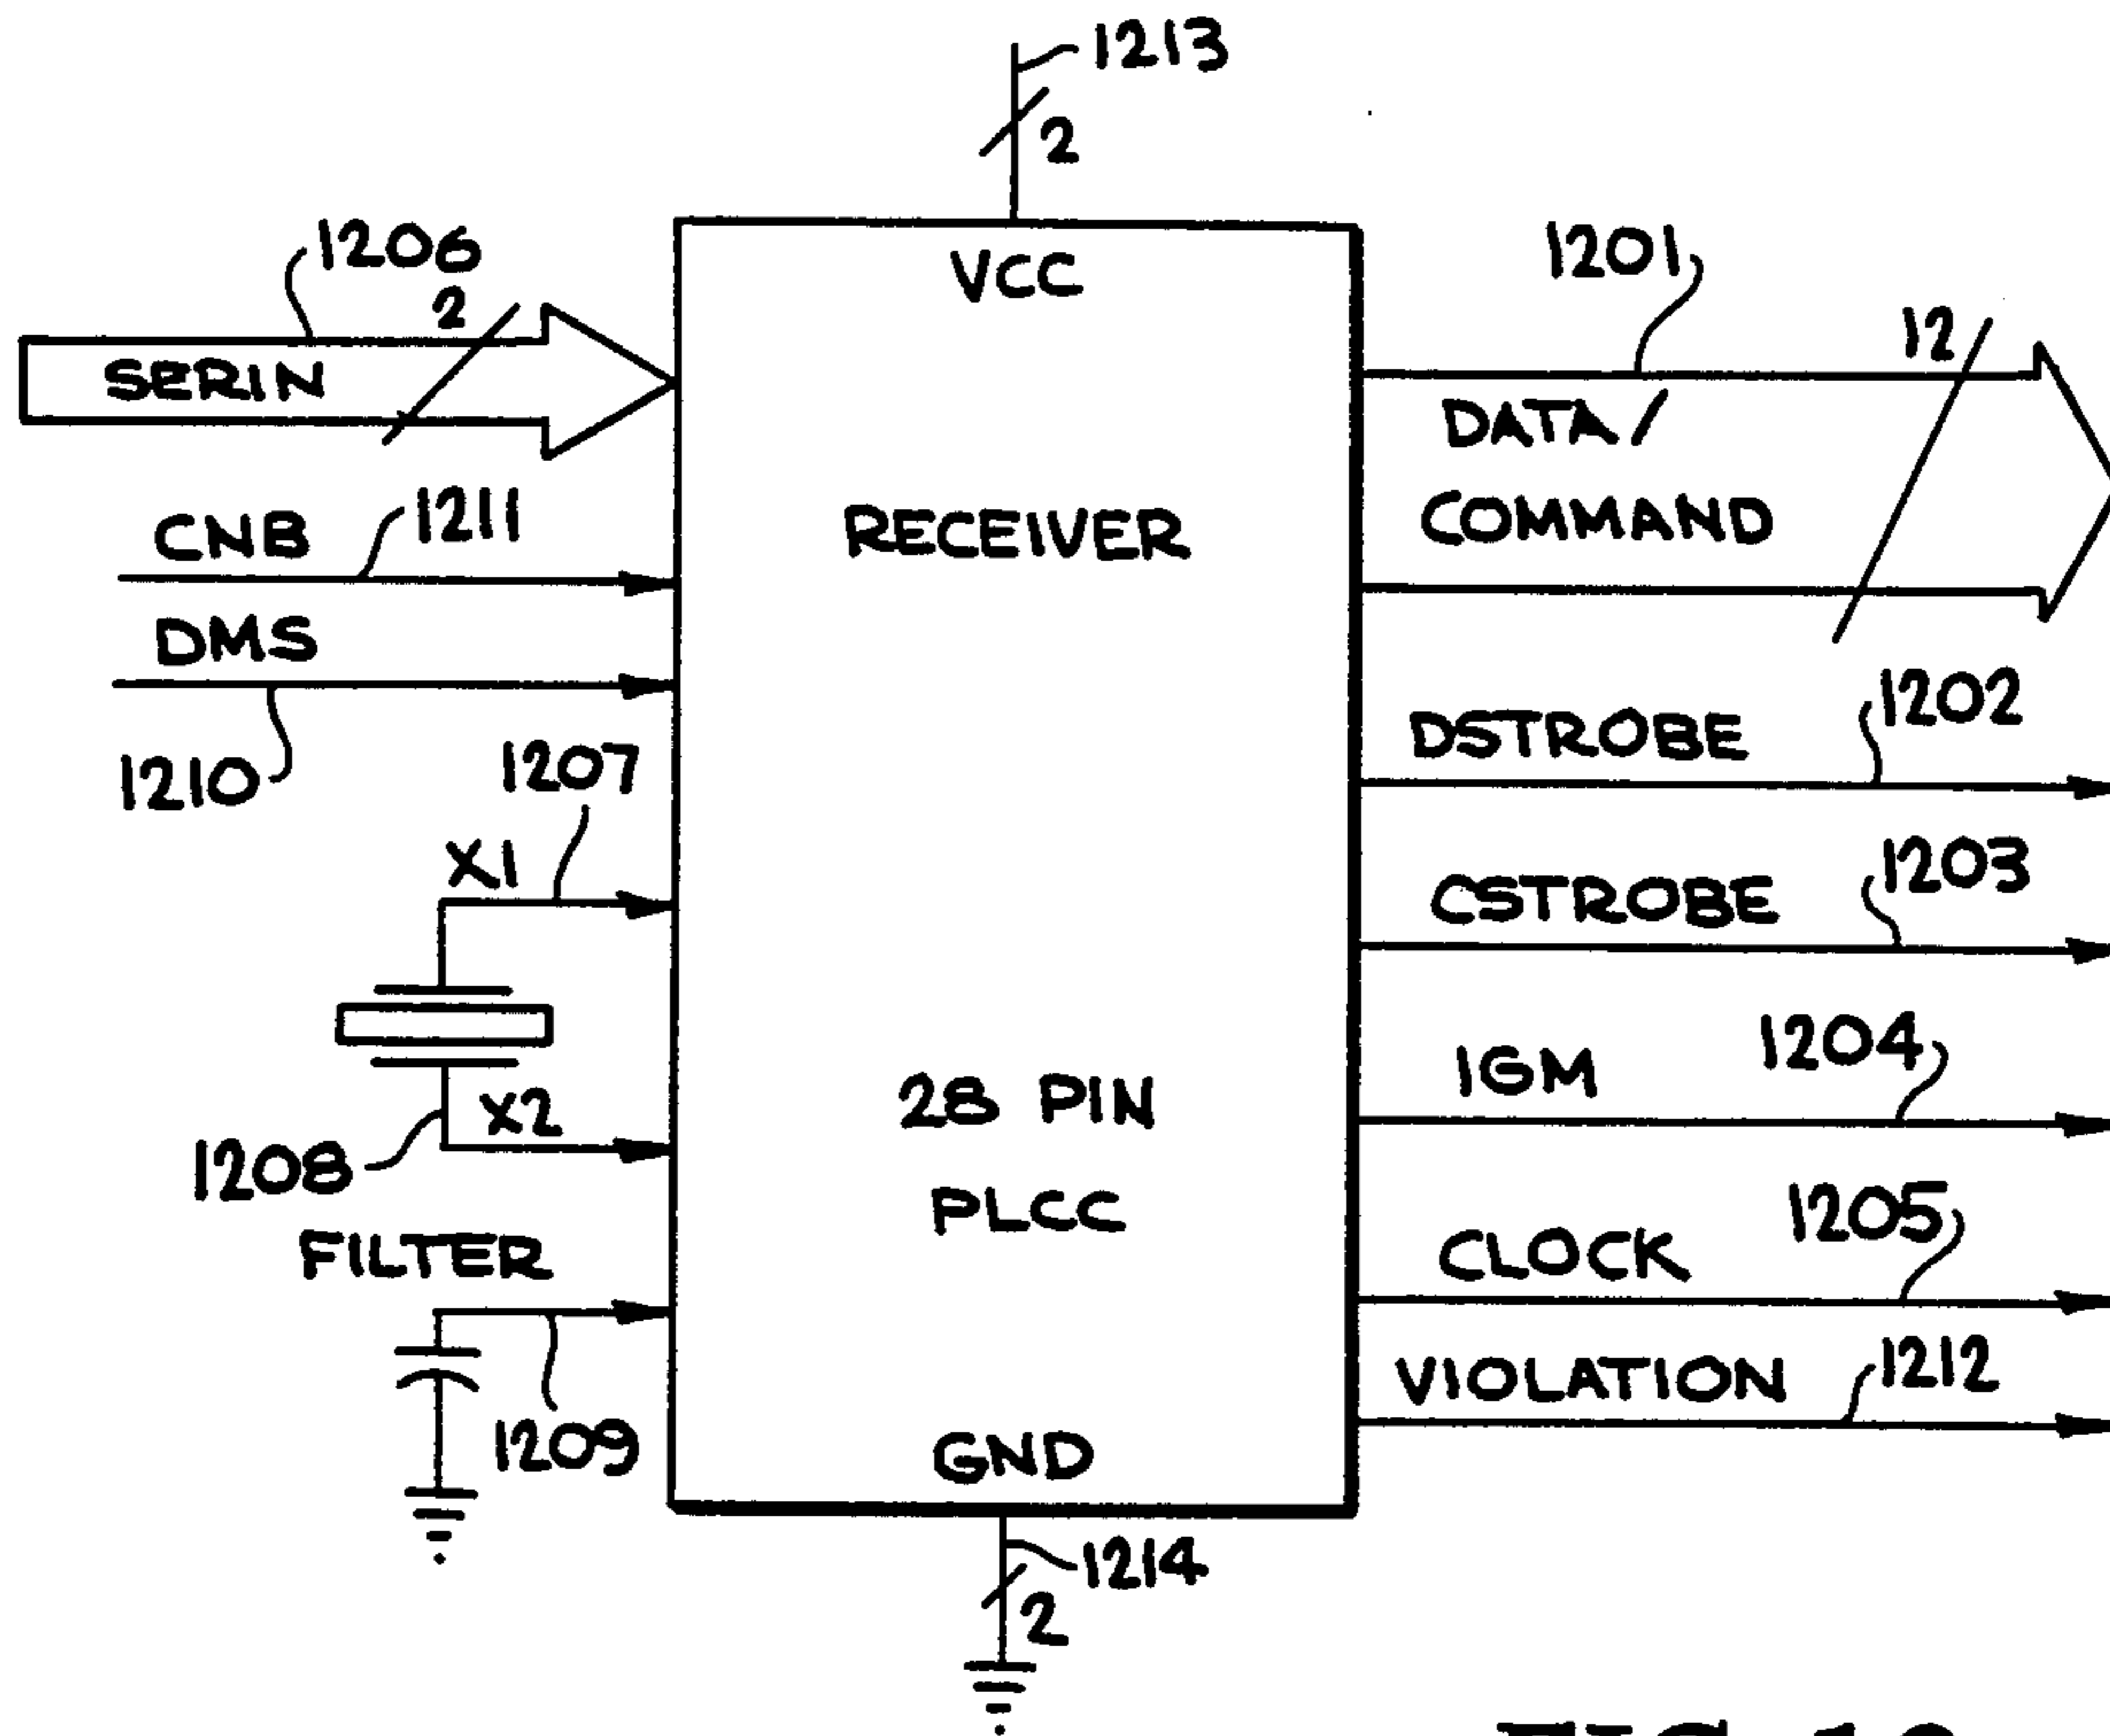 1213
2
VCC
1206
2
SERIN
1201
12
DATA/
COMMAND
CNB
1211
RECEIVER
DMS
1210
DSTROBE
1202
1207
X1
CSTROBE
1203
X2
1208
28 PIN
PLCC
IGM
1204
FILTER
1209
CLOCK
1205
VIOLATION
1212
GND
1214
2